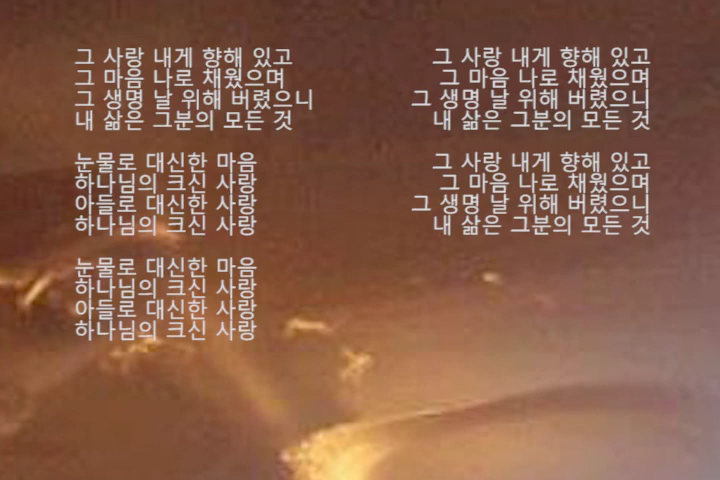 그 사랑 내게 향해 있고
그 마음 나로 채웠으며
그 생명 날 위해 버렸으니
내 삶은 그분의 모든 것
눈물로 대신한 마음
하나님의 크신 사랑
아들로 대신한 사랑
하나님의 크신 사랑
눈물로 대신한 마음
하나님의 크신 사랑
아들로 대신한 사랑
하나님의 크신 사랑
그 사랑 내게 향해 있고
그 마음 나로 채웠으며
그 생명 날 위해 버렸으니
내 삶은 그분의 모든 것
그 사랑 내게 향해 있고
그 마음 나로 채웠으며
그 생명 날 위해 버렸으니
내 삶은 그분의 모든 것